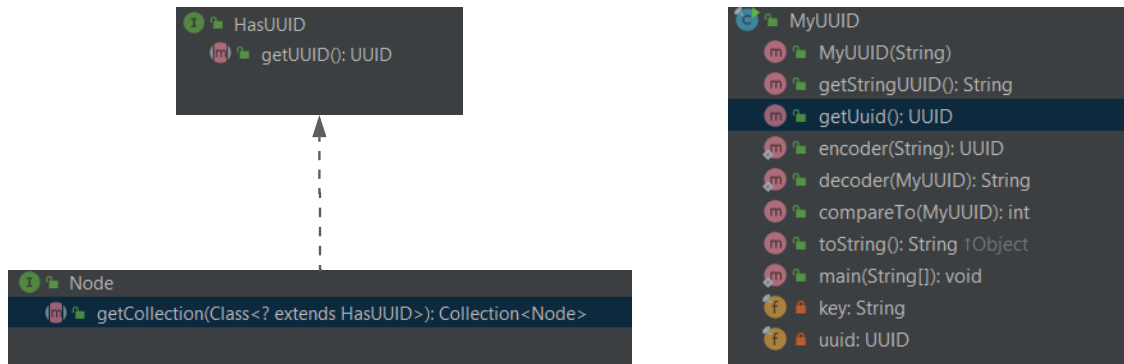 HasUUID
getUUID(): UUID
Node
getCollection(Class<? extends HasUUID>): Collection<Node>
MyUUID
MyUUID(String)
getStringUUID(): String
getUuid(): UUID
encoder(String): UUID
decoder(MyUUID): String
compareTo(MyUUID): int
toString(): String ↑Object
main(String[]): void
key: String
uuid: UUID